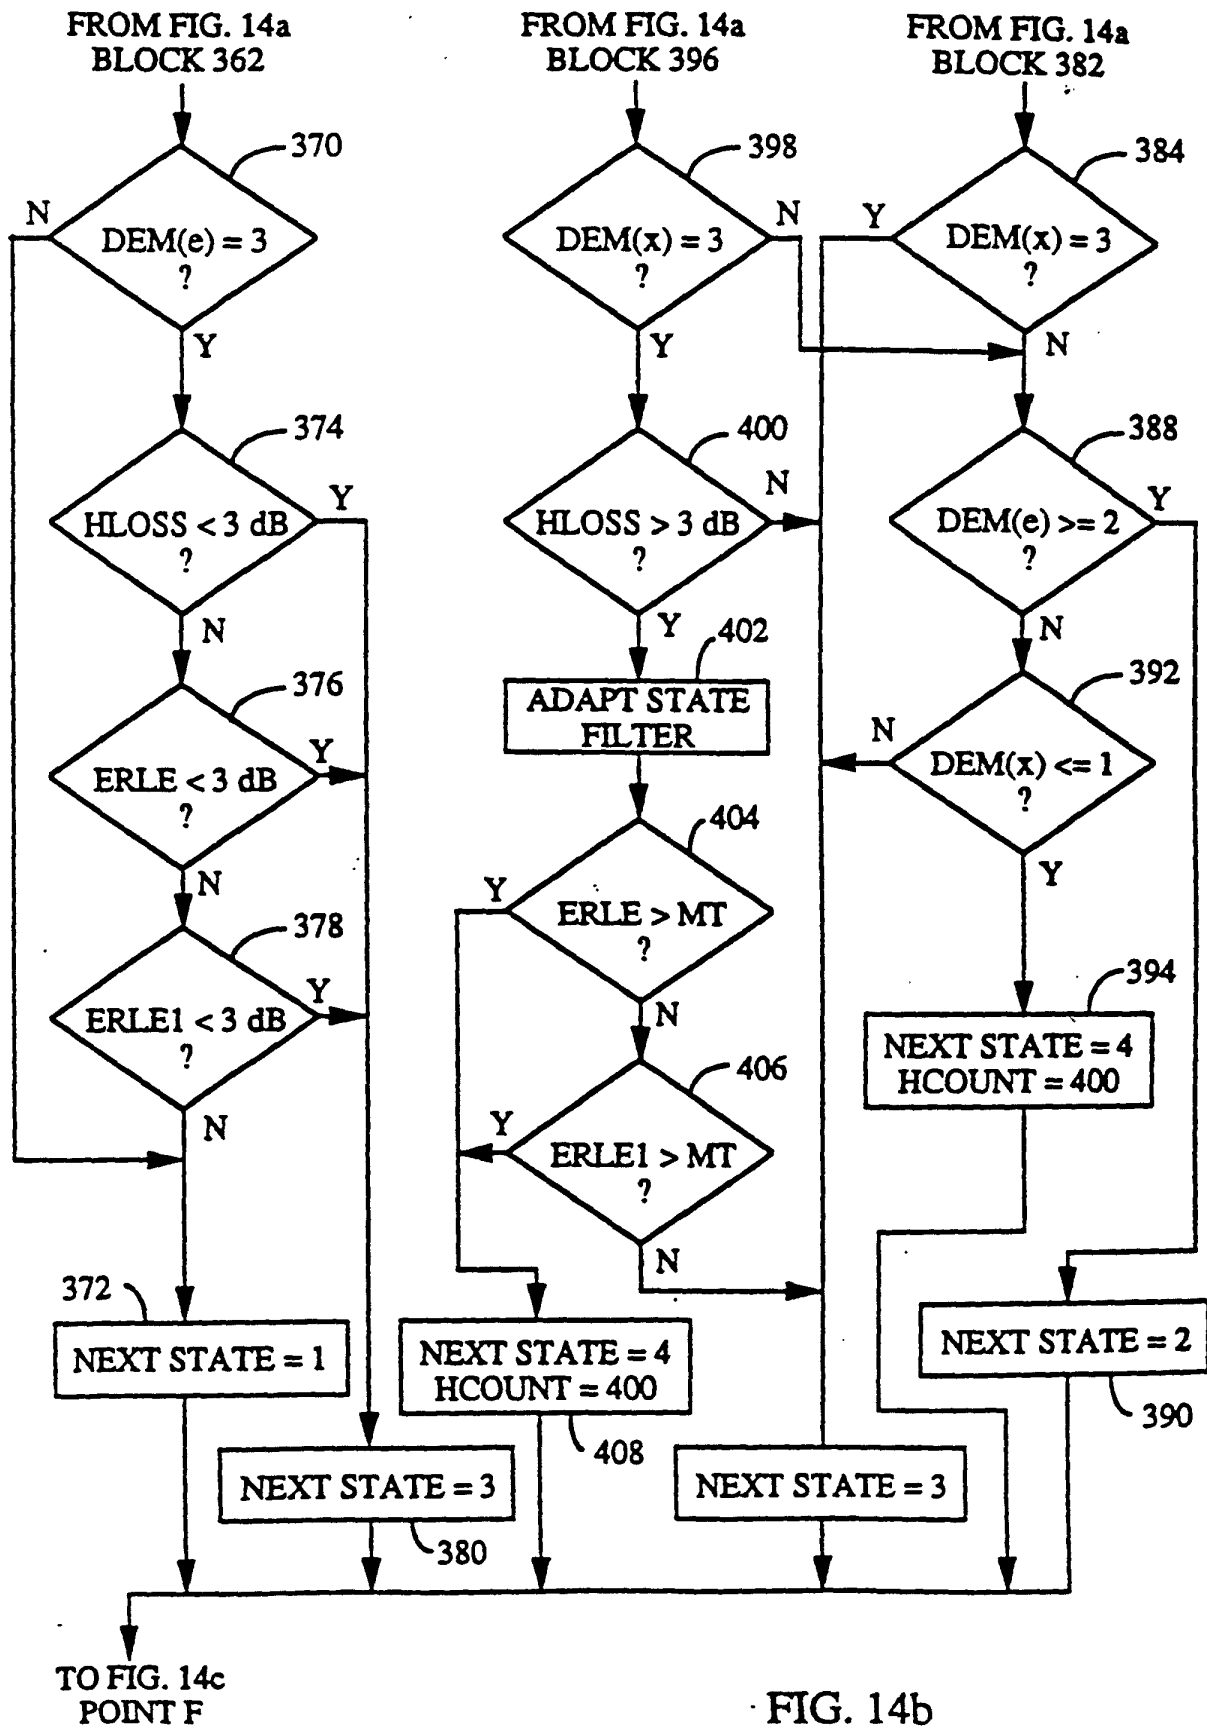 FROM FIG. 14a
BLOCK 362
FROM FIG. 14a
BLOCK 396
FROM FIG. 14a
BLOCK 382
370
N
DEM(e) = 3
?
Y
398
N
DEM(x) = 3
?
Y
384
Y
DEM(x) = 3
?
N
374
Y
HLOSS < 3 dB
?
N
400
N
HLOSS > 3 dB
?
Y
388
Y
DEM(e) >= 2
?
N
376
Y
ERLE < 3 dB
?
N
402
ADAPT STATE
FILTER
392
N
DEM(x) <= 1
?
Y
378
Y
ERLE1 < 3 dB
?
N
404
Y
ERLE > MT
?
N
406
Y
ERLE1 > MT
?
N
394
NEXT STATE = 4
HCOUNT = 400
372
NEXT STATE = 1
NEXT STATE = 4
HCOUNT = 400
408
NEXT STATE = 2
390
NEXT STATE = 3
380
NEXT STATE = 3
TO FIG. 14c
POINT F
FIG. 14b